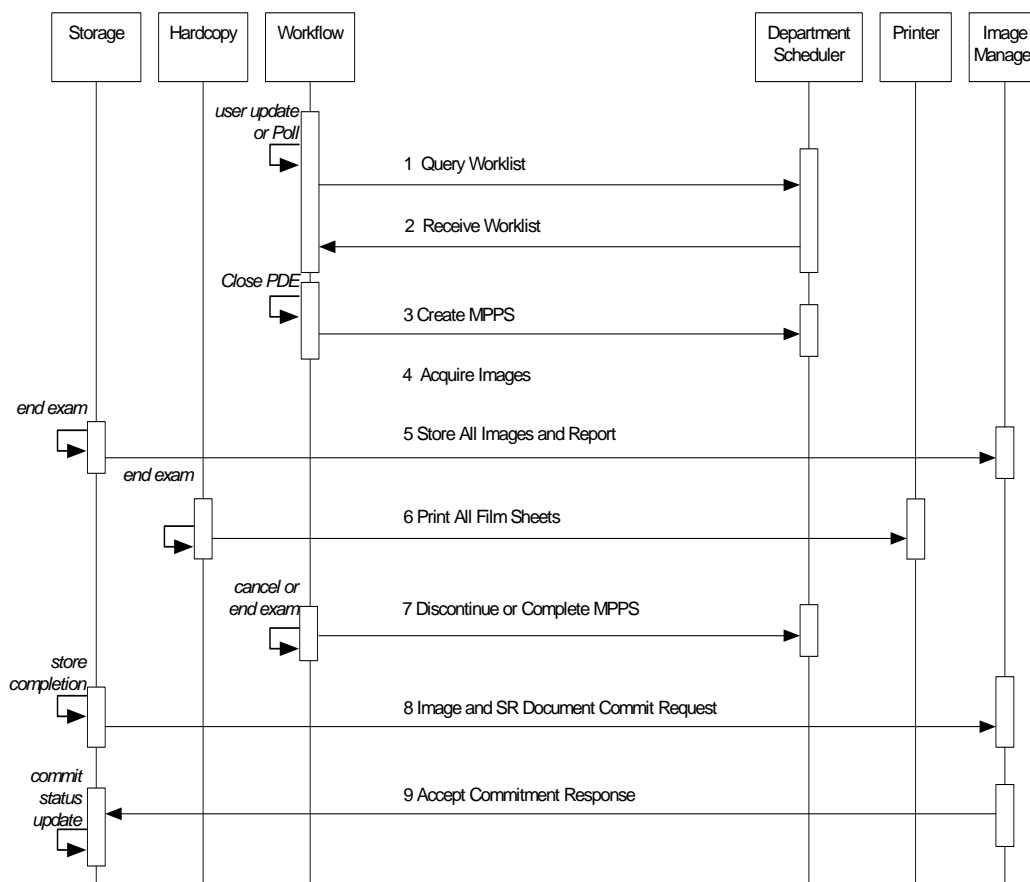 Storage
Hardcopy
Workflow
Department
Scheduler
Printer
Image
Manage
user update
or Poll
1 Query Worklist
2 Receive Worklist
Close PDE
3 Create MPPS
4 Acquire Images
end exam
5 Store All Images and Report
end exam
6 Print All Film Sheets
cancel or
end exam
7 Discontinue or Complete MPPS
store
completion
8 Image and SR Document Commit Request
commit
status
update
9 Accept Commitment Response